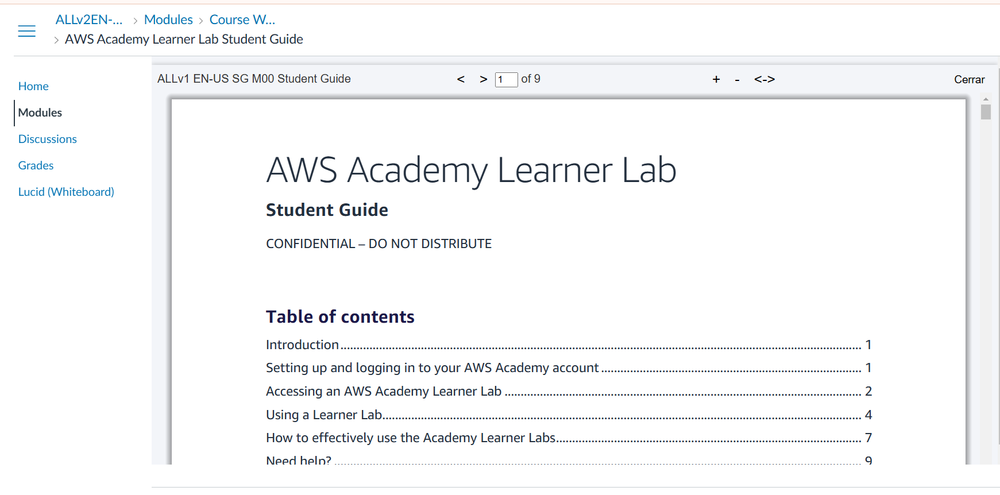 ALLv2EN-... > Modules > Course W...
> AWS Academy Learner Lab Student Guide
Home
Modules
Discussions
Grades
Lucid (Whiteboard)
ALLv1 EN-US SG M00 Student Guide < > 1 of 9 + - <-> Cerrar
AWS Academy Learner Lab
Student Guide
CONFIDENTIAL – DO NOT DISTRIBUTE
Table of contents
Introduction 1
Setting up and logging in to your AWS Academy account 1
Accessing an AWS Academy Learner Lab 2
Using a Learner Lab 4
How to effectively use the Academy Learner Labs 7
Need help? 9